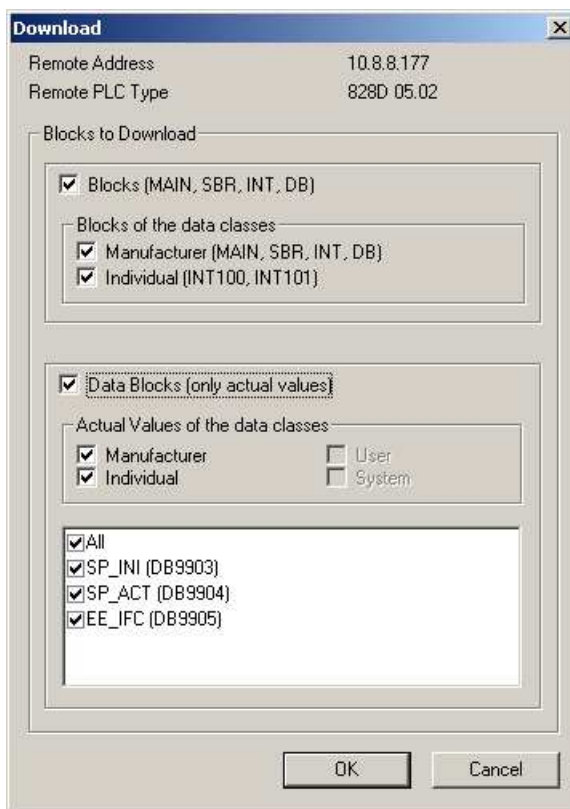 Download
Remote Address 10.8.8.177
Remote PLC Type 828D 05.02
Blocks to Download
Blocks (MAIN, SBR, INT, DB)
Blocks of the data classes
Manufacturer (MAIN, SBR, INT, DB)
Individual (INT100, INT101)
Data Blocks (only actual values)
Actual Values of the data classes
Manufacturer User
Individual System
All
SP_INI (DB9903)
SP_ACT (DB9904)
EE_IFC (DB9905)
OK Cancel